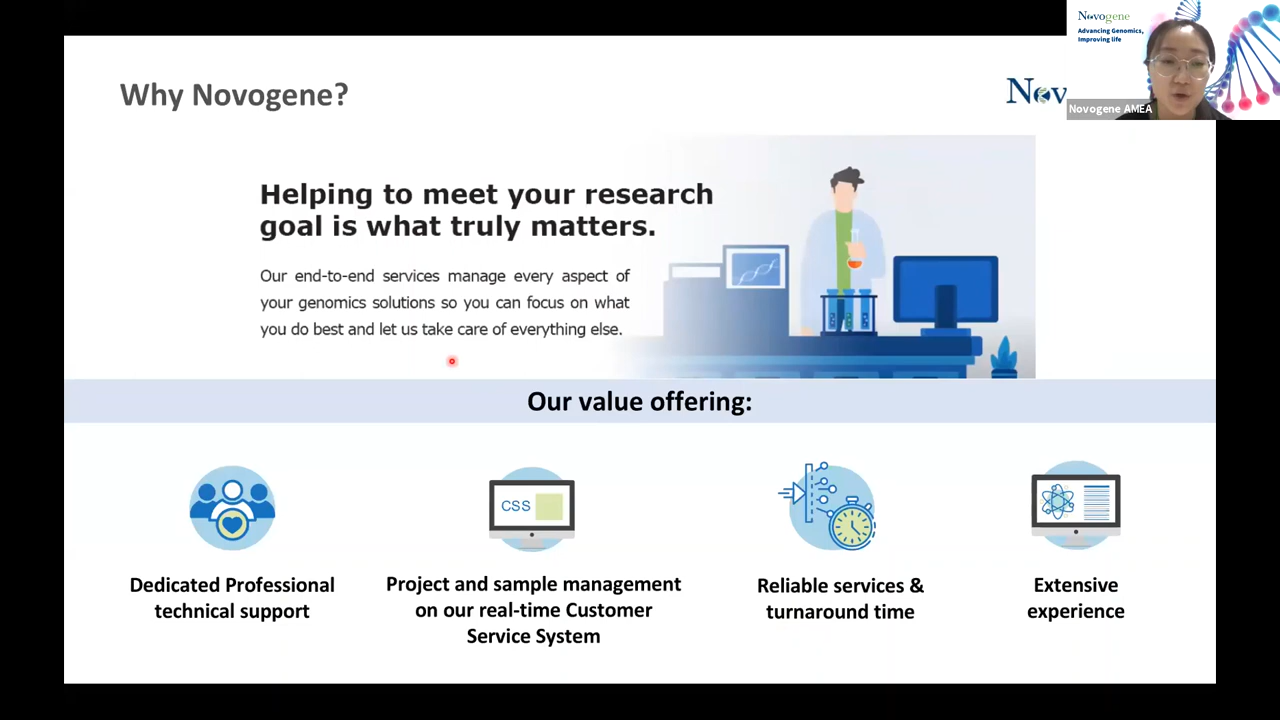 Novogene
Advancing Genomics,
Improving life
Novogene AMEA
Why Novogene?
Nov
Helping to meet your research
goal is what truly matters.
Our end-to-end services manage every aspect of
your genomics solutions so you can focus on what
you do best and let us take care of everything else.
Our value offering:
CSS
Dedicated Professional
technical support
Project and sample management
on our real-time Customer
Service System
Reliable services &
turnaround time
Extensive
experience